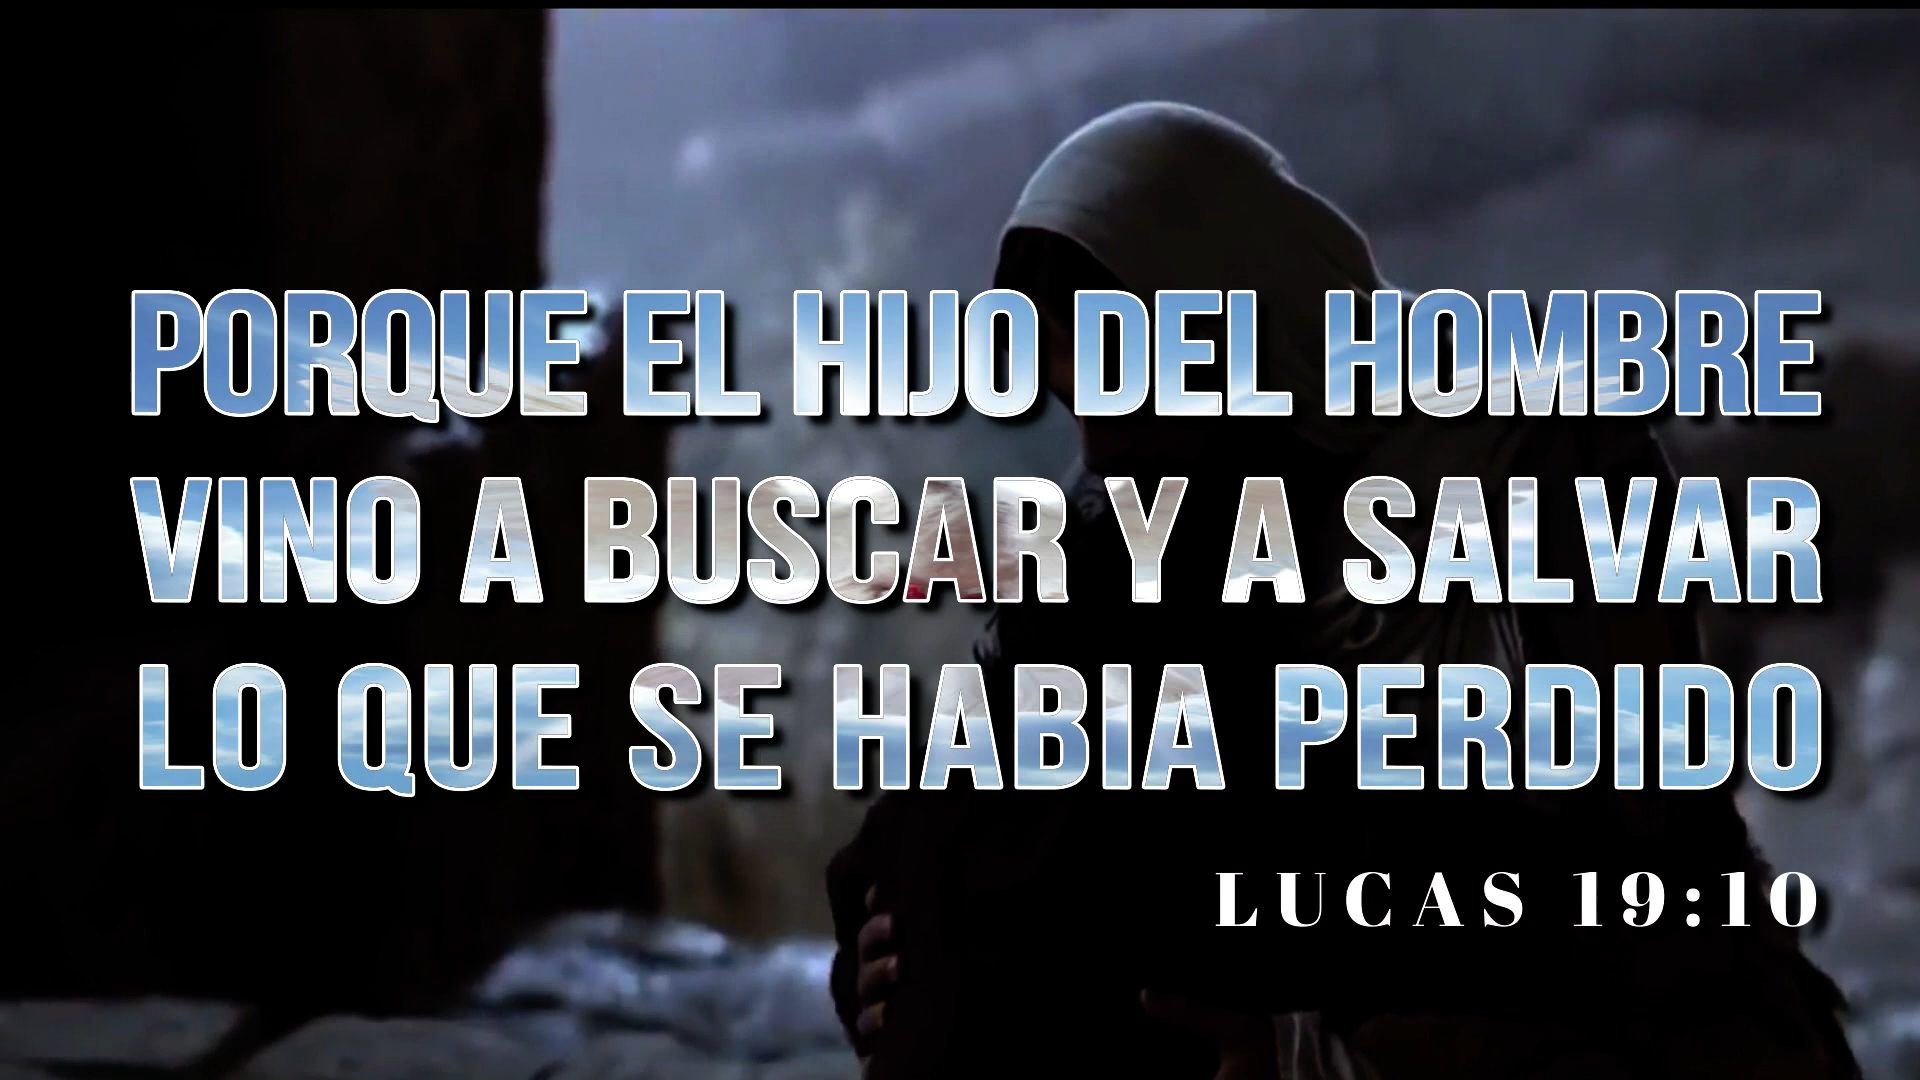 PORQUE EL HIJO DEL HOMBRE
VINO A BUSCAR Y A SALVAR
LO QUE SE HABIA PERDIDO
LUCAS 19:10